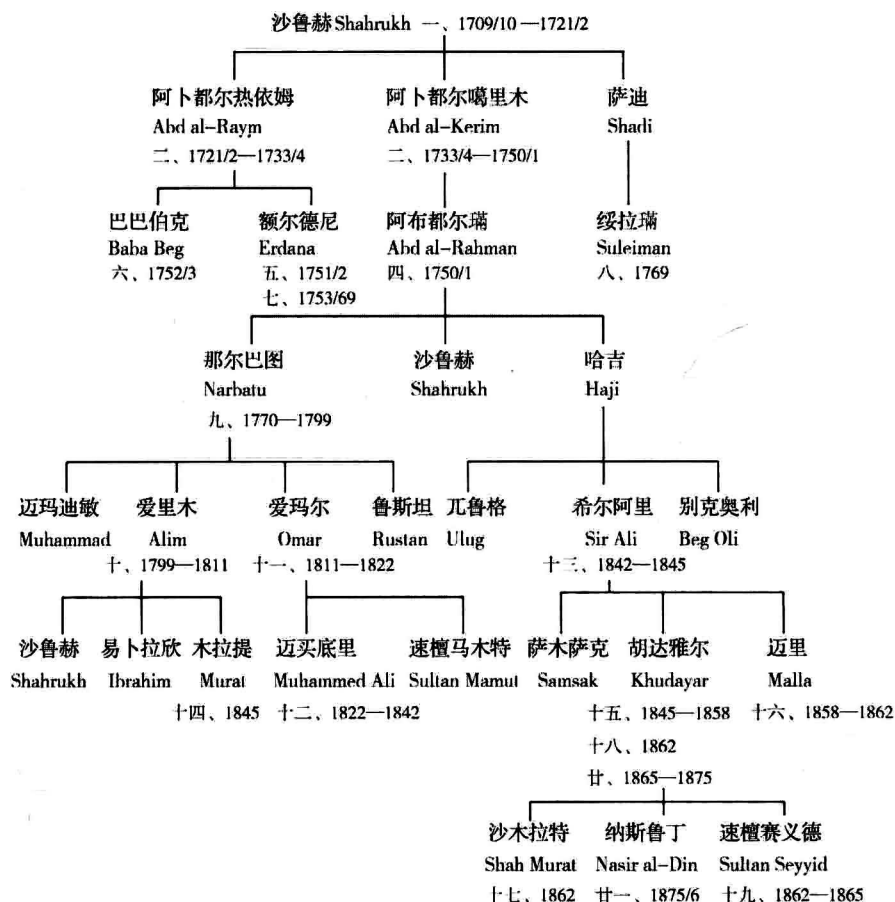 沙鲁赫Shahrukh 一、1709/10—1721/2
阿卜都尔热依姆 阿卜都尔噶里木 萨迪
Abd al-Raym Abd al-Kerim Shadi
二、1721/2—1733/4 二、1733/4—1750/1
巴巴伯克 额尔德尼 阿布都尔璊 绥拉璊
Baba Beg Erdana Abd al-Rahman Suleiman
六、1752/3 五、1751/2 四、1750/1 八、1769
七、1753/69
那尔巴图 沙鲁赫 哈吉
Narbatu Shahrukh Haji
九、1770—1799
迈玛迪敏 爱里木 爱玛尔 鲁斯坦 兀鲁格 希尔阿里 别克奥利
Muhammad Alim Omar Rustan Ulug Sir Ali Beg Oli
十、1799—1811 十一、1811—1822 十三、1842—1845
沙鲁赫 易卜拉欣 木拉提 迈买底里 速檀马木特 萨木萨克 胡达雅尔 迈里
Shahrukh Ibrahim Murat Muhammed Ali Sultan Mamut Samsak Khudayar Malla
十四、1845 十二、1822—1842 十五、1845—1858 十六、1858—1862
十八、1862
廿、1865—1875
沙木拉特 纳斯鲁丁 速檀赛义德
Shah Murat Nasir al-Din Sultan Seyyid
十七、1862 廿一、1875/6 十九、1862—1865